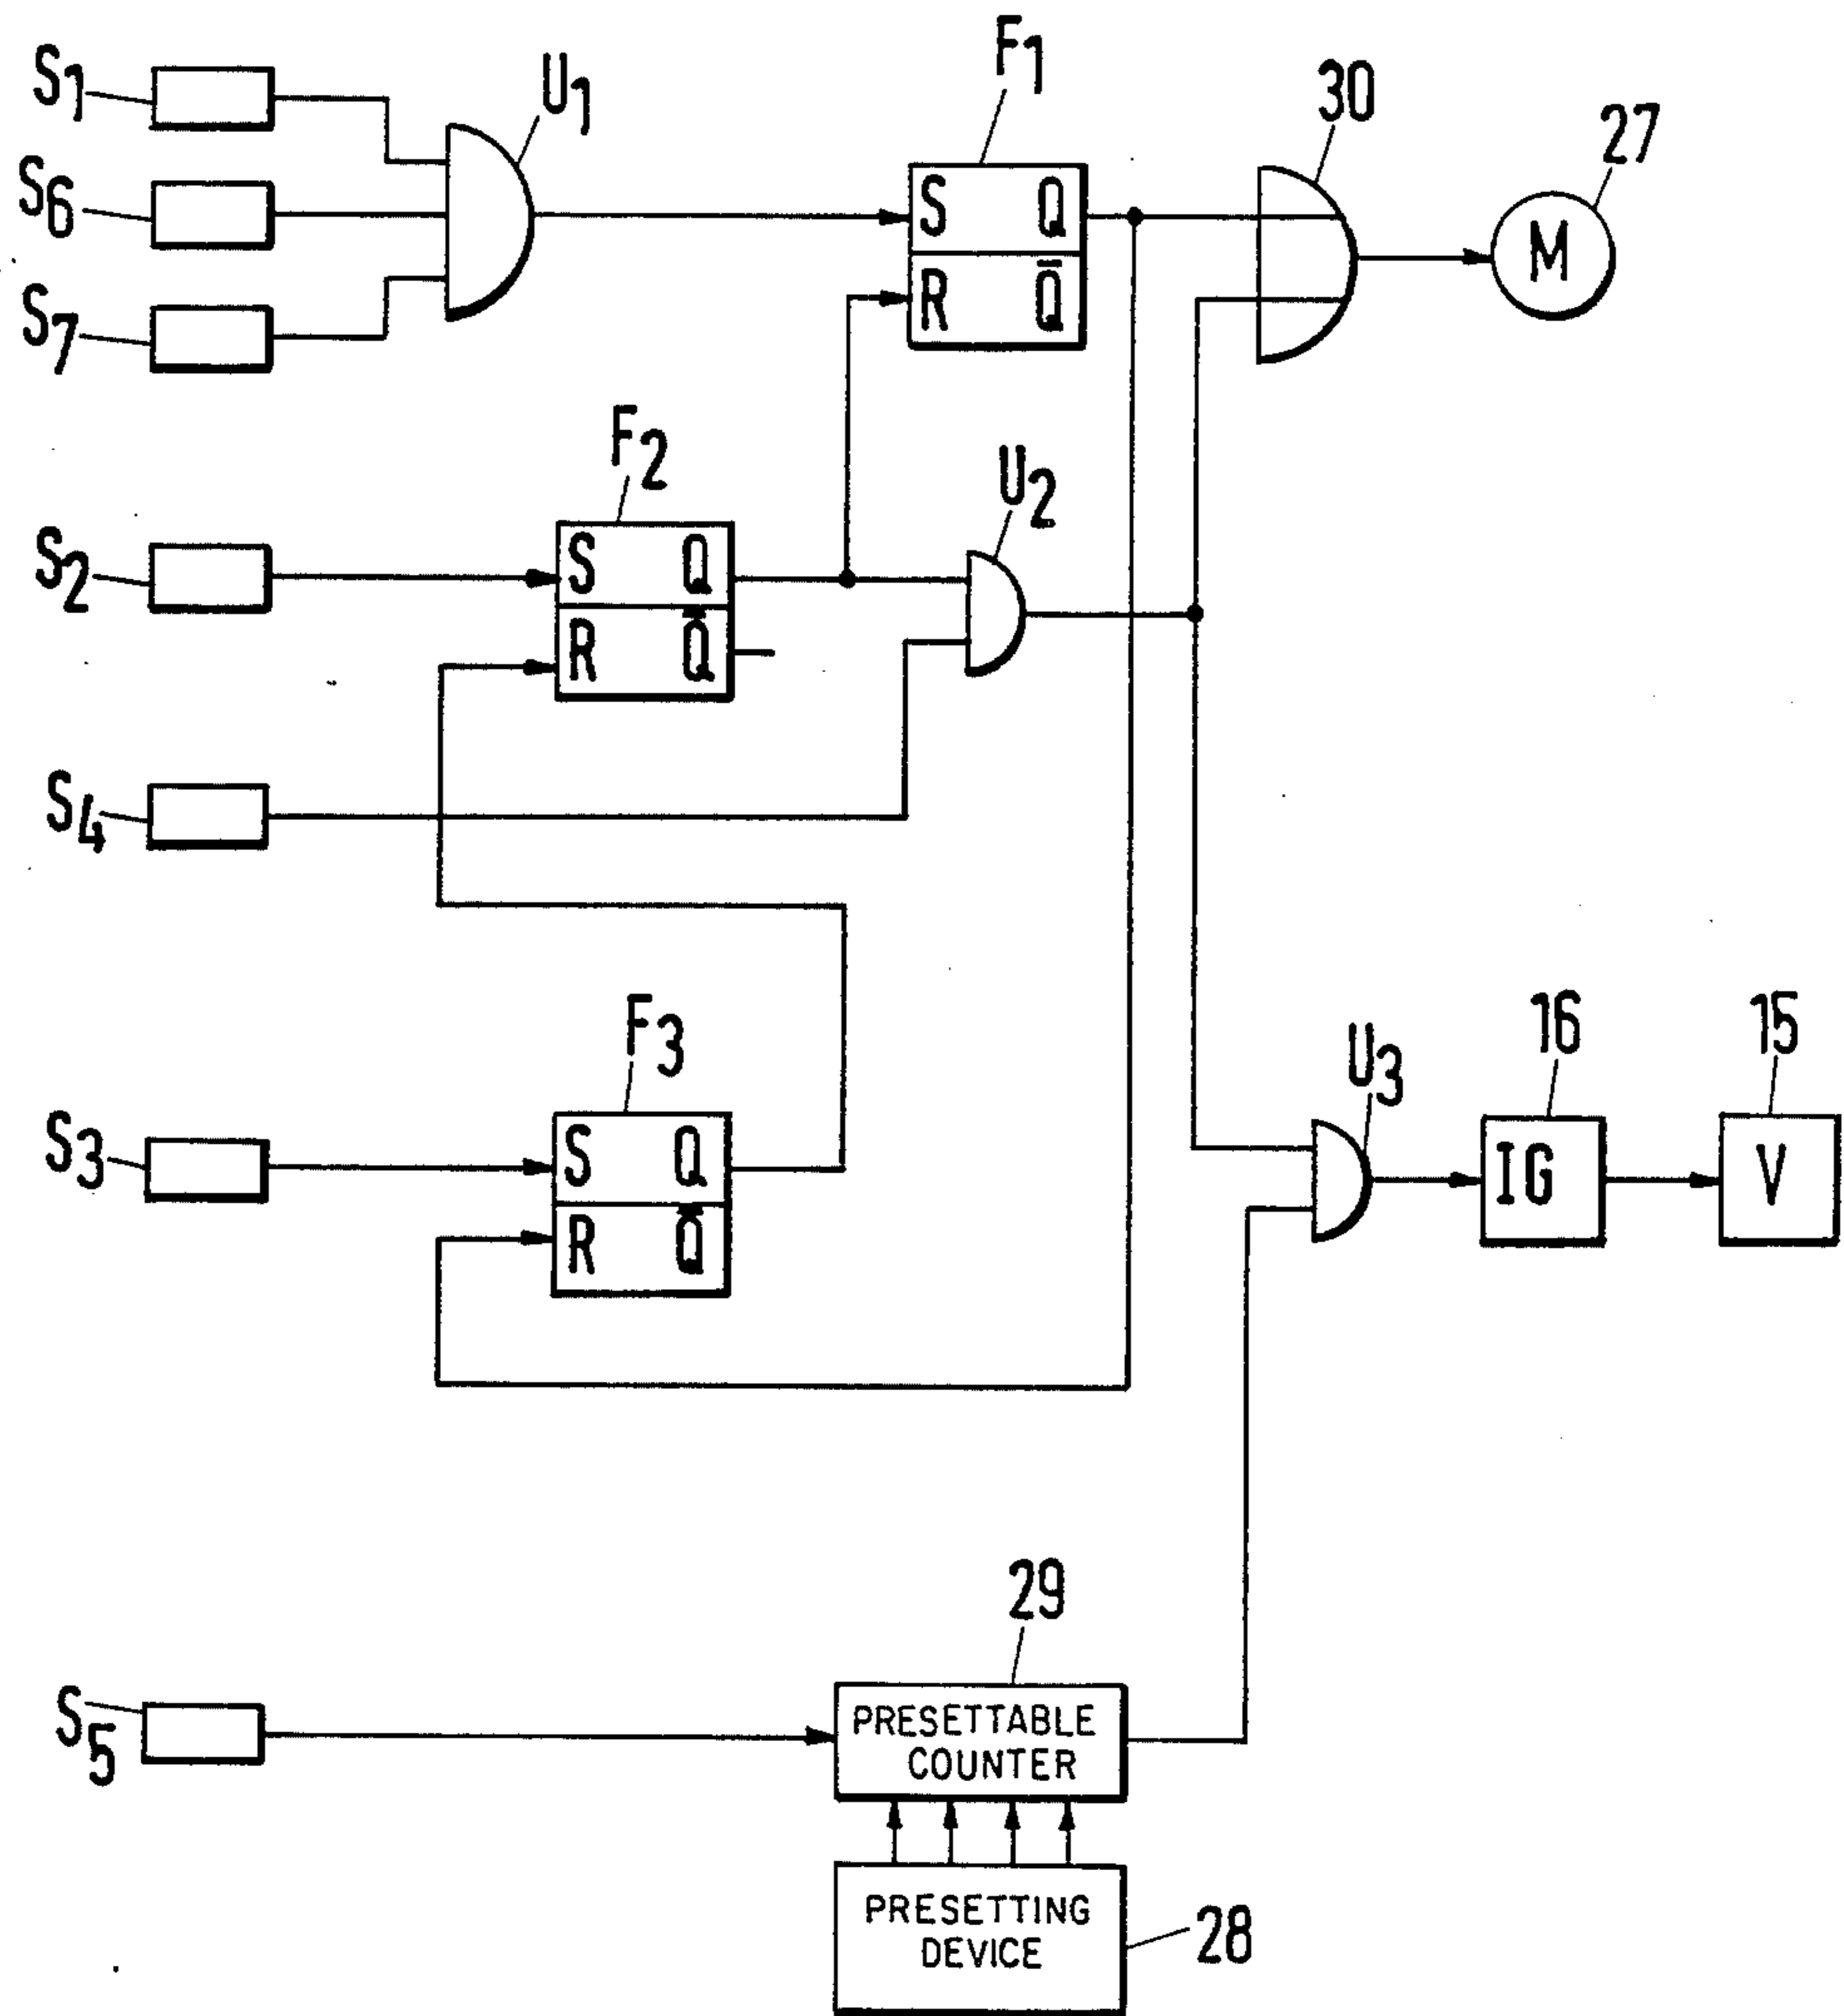 S1
U1
F1
30
27
S6
S Q
M
R Q̄
S7
F2
U2
S2
S Q
R Q̄
S4
F3
U3
16
15
S3
S Q
IG
V
R Q̄
29
S5
PRESETTABLE
COUNTER
PRESETTING
DEVICE
28